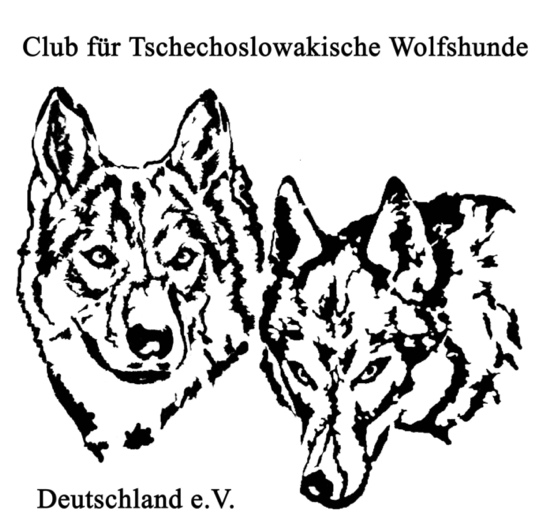 Club für Tschechoslowakische Wolfshunde
Deutschland e.V.